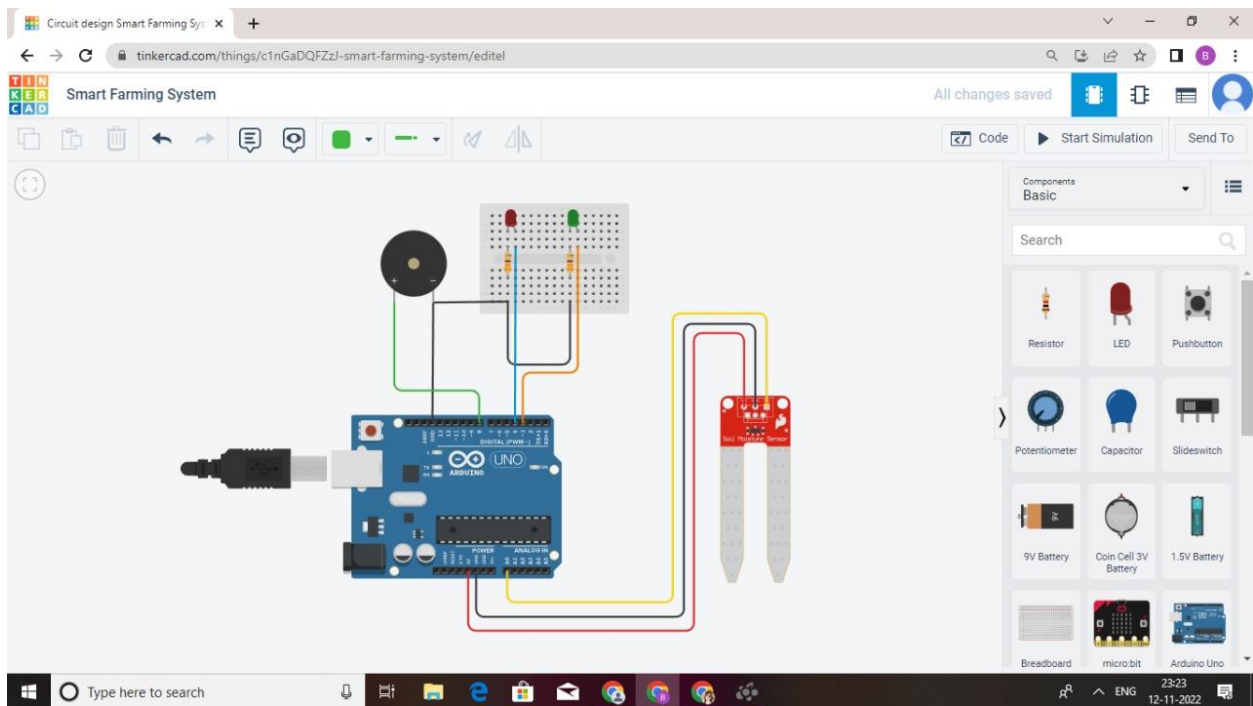 Circuit design Smart Farming Sys
tinkercad.com/things/c1nGaDQFZzJ-smart-farming-system/editel
B
TIN
KER
CAD
Smart Farming System
All changes saved
Code
Start Simulation
Send To
Components
Basic
Search
Resistor
LED
Pushbutton
Potentiometer
Capacitor
Slideswitch
9V
9V Battery
Coin Cell 3V
Battery
1.5V Battery
Breadboard
micro:bit
Arduino Uno
DIGITAL (PWM~)
UNO
ARDUINO
POWER
ANALOG IN
Soil Moisture Sensor
Type here to search
ENG
23:23
12-11-2022